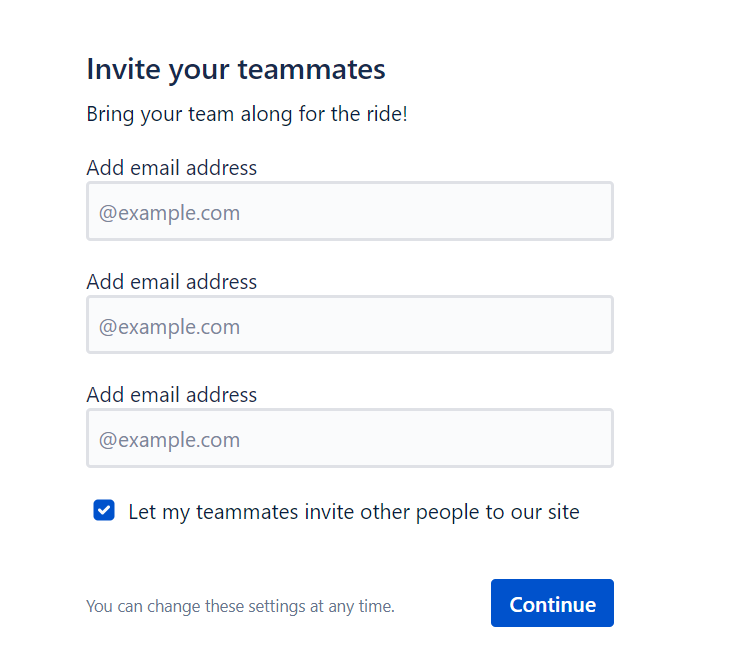 Invite your teammates
Bring your team along for the ride!
Add email address
@example.com
Add email address
@example.com
Add email address
@example.com
Let my teammates invite other people to our site
You can change these settings at any time.
Continue